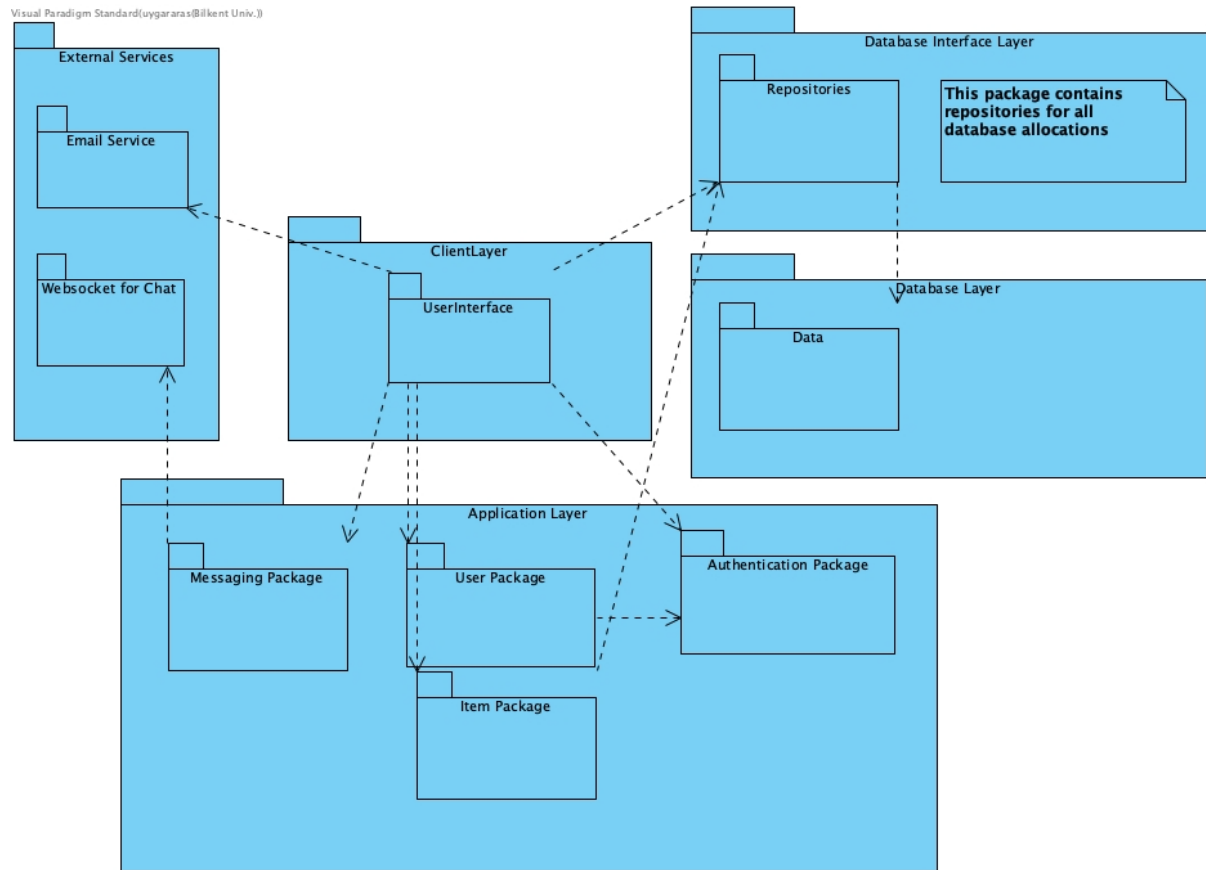 Visual Paradigm Standard(uygararas(Bilkent Univ.))
External Services
Email Service
Websocket for Chat
ClientLayer
UserInterface
Database Interface Layer
Repositories
This package contains
repositories for all
database allocations
Database Layer
Data
Application Layer
Messaging Package
User Package
Authentication Package
Item Package